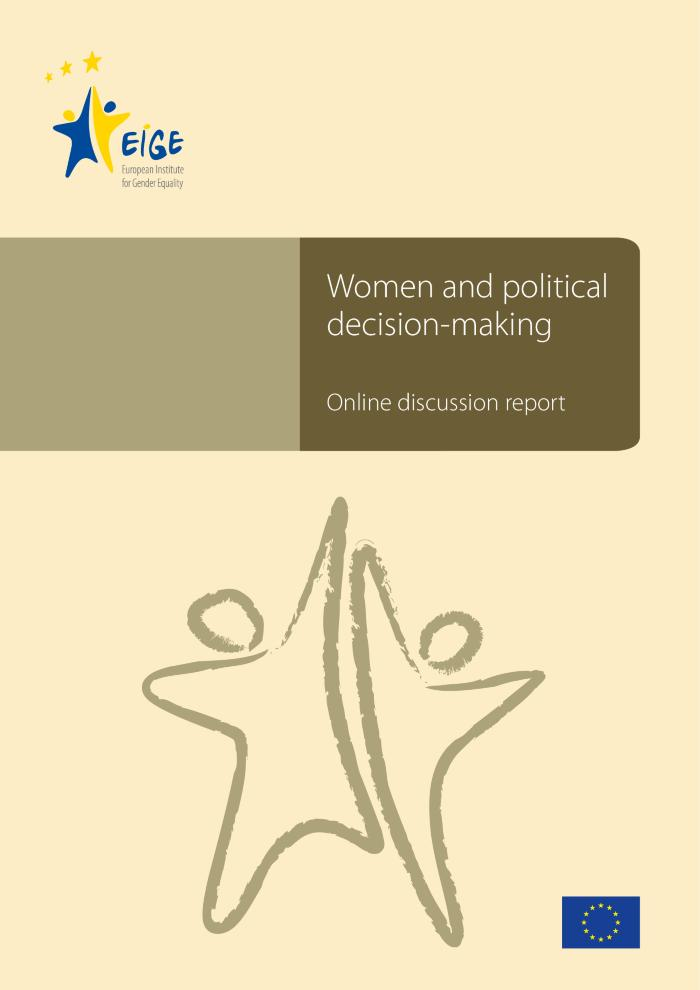 EIGE
European Institute
for Gender Equality
Women and political
decision-making
Online discussion report